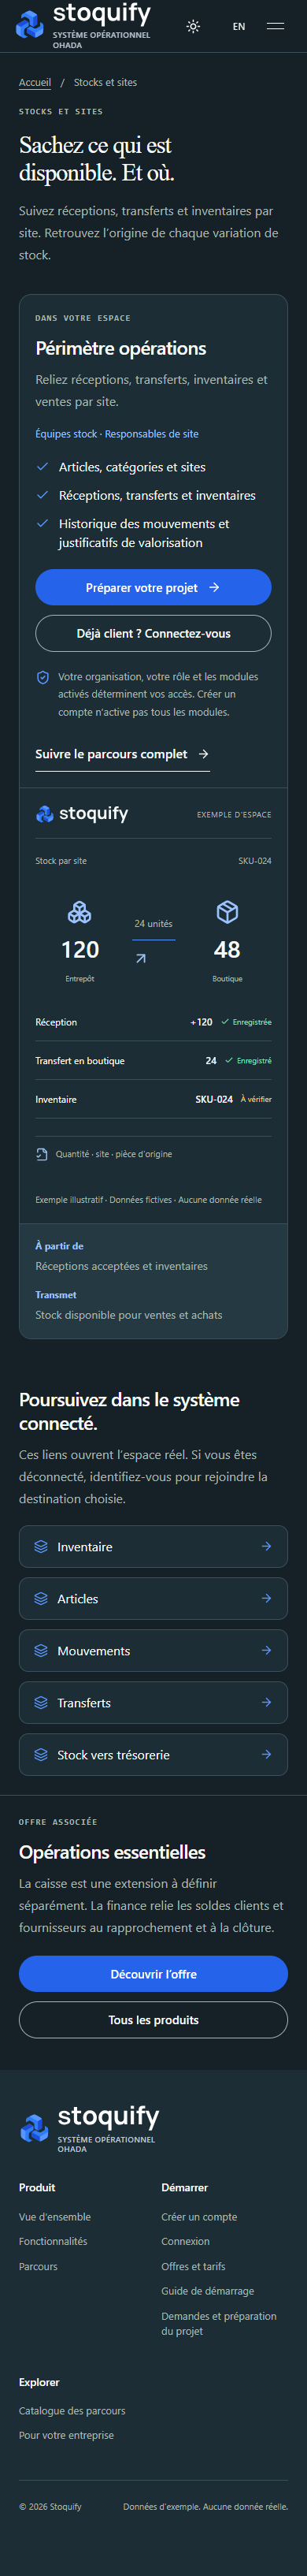 stoquify
SYSTÈME OPÉRATIONNEL
OHADA
EN
Accueil / Stocks et sites
STOCKS ET SITES
Sachez ce qui est
disponible. Et où.
Suivez réceptions, transferts et inventaires par
site. Retrouvez l’origine de chaque variation de
stock.
DANS VOTRE ESPACE
Périmètre opérations
Reliez réceptions, transferts, inventaires et
ventes par site.
Équipes stock · Responsables de site
Articles, catégories et sites
Réceptions, transferts et inventaires
Historique des mouvements et
justificatifs de valorisation
Préparer votre projet
Déjà client ? Connectez-vous
Votre organisation, votre rôle et les modules
activés déterminent vos accès. Créer un
compte n’active pas tous les modules.
Suivre le parcours complet
stoquify EXEMPLE D’ESPACE
Stock par site SKU-024
24 unités
120 48
Entrepôt Boutique
Réception +120 Enregistrée
Transfert en boutique 24 Enregistré
Inventaire SKU-024 À vérifier
Quantité · site · pièce d’origine
Exemple illustratif · Données fictives · Aucune donnée réelle
À partir de
Réceptions acceptées et inventaires
Transmet
Stock disponible pour ventes et achats
Poursuivez dans le système
connecté.
Ces liens ouvrent l’espace réel. Si vous êtes
déconnecté, identifiez-vous pour rejoindre la
destination choisie.
Inventaire
Articles
Mouvements
Transferts
Stock vers trésorerie
OFFRE ASSOCIÉE
Opérations essentielles
La caisse est une extension à définir
séparément. La finance relie les soldes clients et
fournisseurs au rapprochement et à la clôture.
Découvrir l’offre
Tous les produits
stoquify
SYSTÈME OPÉRATIONNEL
OHADA
Produit
Vue d’ensemble
Fonctionnalités
Parcours
Démarrer
Créer un compte
Connexion
Offres et tarifs
Guide de démarrage
Demandes et préparation
du projet
Explorer
Catalogue des parcours
Pour votre entreprise
© 2026 Stoquify Données d’exemple. Aucune donnée réelle.